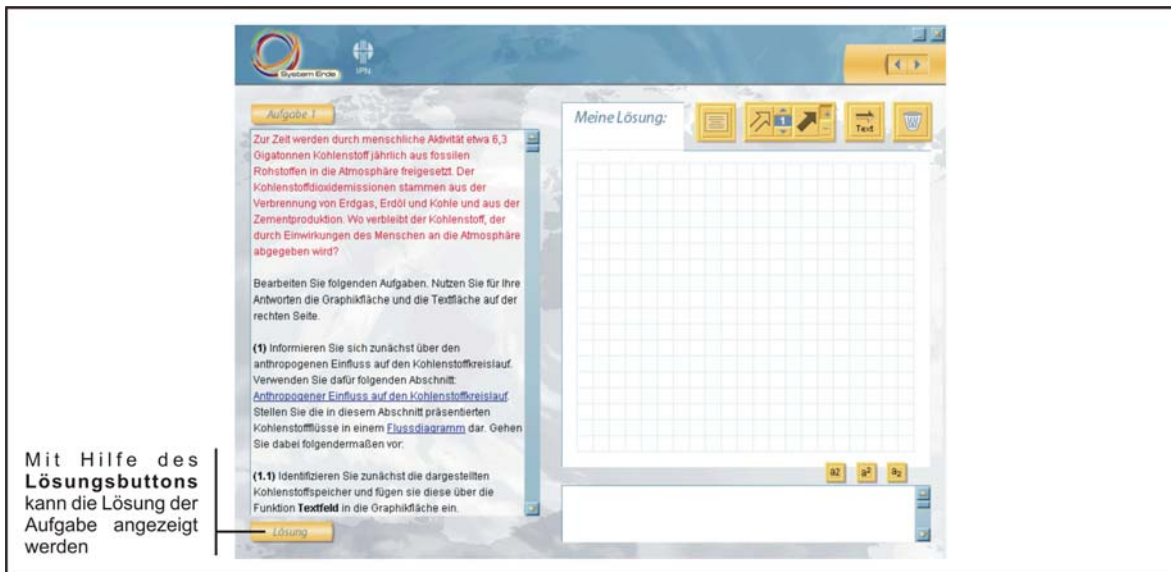 System Erde
IPN
Aufgabe 1
Zur Zeit werden durch menschliche Aktivität etwa 6,3
Gigatonnen Kohlenstoff jährlich aus fossilen
Rohstoffen in die Atmosphäre freigesetzt. Der
Kohlenstoffdioxidemissionen stammen aus der
Verbrennung von Erdgas, Erdöl und Kohle und aus der
Zementproduktion. Wo verbleibt der Kohlenstoff, der
durch Einwirkungen des Menschen an die Atmosphäre
abgegeben wird?
Bearbeiten Sie folgenden Aufgaben. Nutzen Sie für Ihre
Antworten die Graphikfläche und die Textfläche auf der
rechten Seite.
(1) Informieren Sie sich zunächst über den
anthropogenen Einfluss auf den Kohlenstoffkreislauf.
Verwenden Sie dafür folgenden Abschnitt:
Anthropogener Einfluss auf den Kohlenstoffkreislauf.
Stellen Sie die in diesem Abschnitt präsentierten
Kohlenstoffflüsse in einem Flussdiagramm dar. Gehen
Sie dabei folgendermaßen vor:
(1.1) Identifizieren Sie zunächst die dargestellten
Kohlenstoffspeicher und fügen sie diese über die
Funktion Textfeld in die Graphikfläche ein.
Lösung
Meine Lösung:
1
Text
a2 a² a₂
Mit Hilfe des
Lösungsbuttons
kann die Lösung der
Aufgabe angezeigt
werden